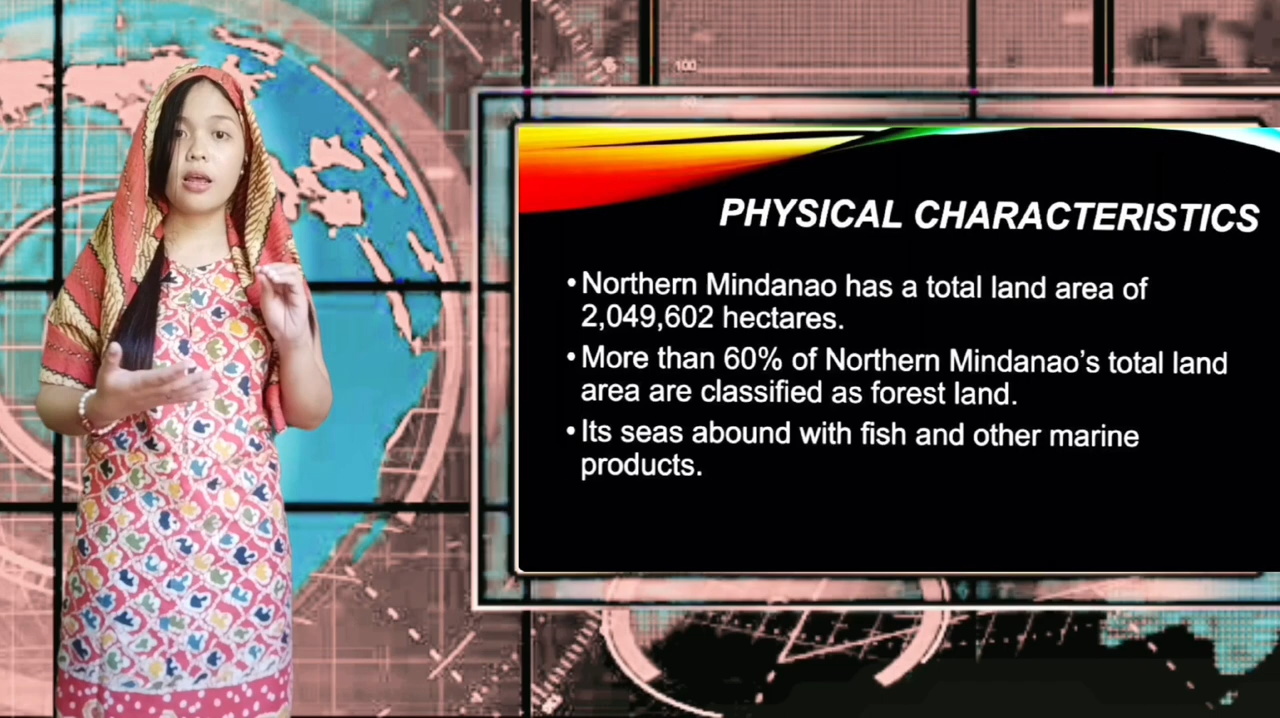 100
PHYSICAL CHARACTERISTICS
•Northern Mindanao has a total land area of
2,049,602 hectares.
•More than 60% of Northern Mindanao’s total land
area are classified as forest land.
•Its seas abound with fish and other marine
products.